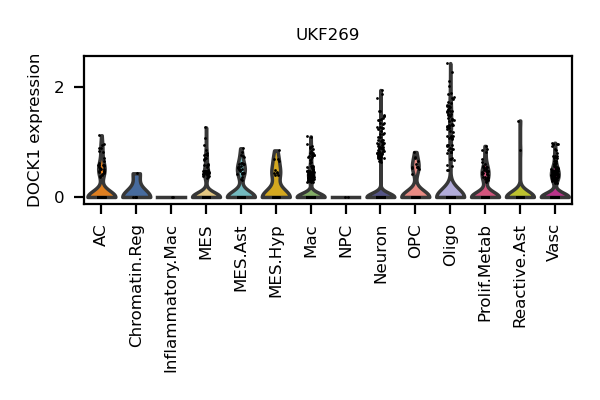 UKF269
DOCK1 expression
2
0
AC
Chromatin.Reg
Inflammatory.Mac
MES
MES.Ast
MES.Hyp
Mac
NPC
Neuron
OPC
Oligo
Prolif.Metab
Reactive.Ast
Vasc